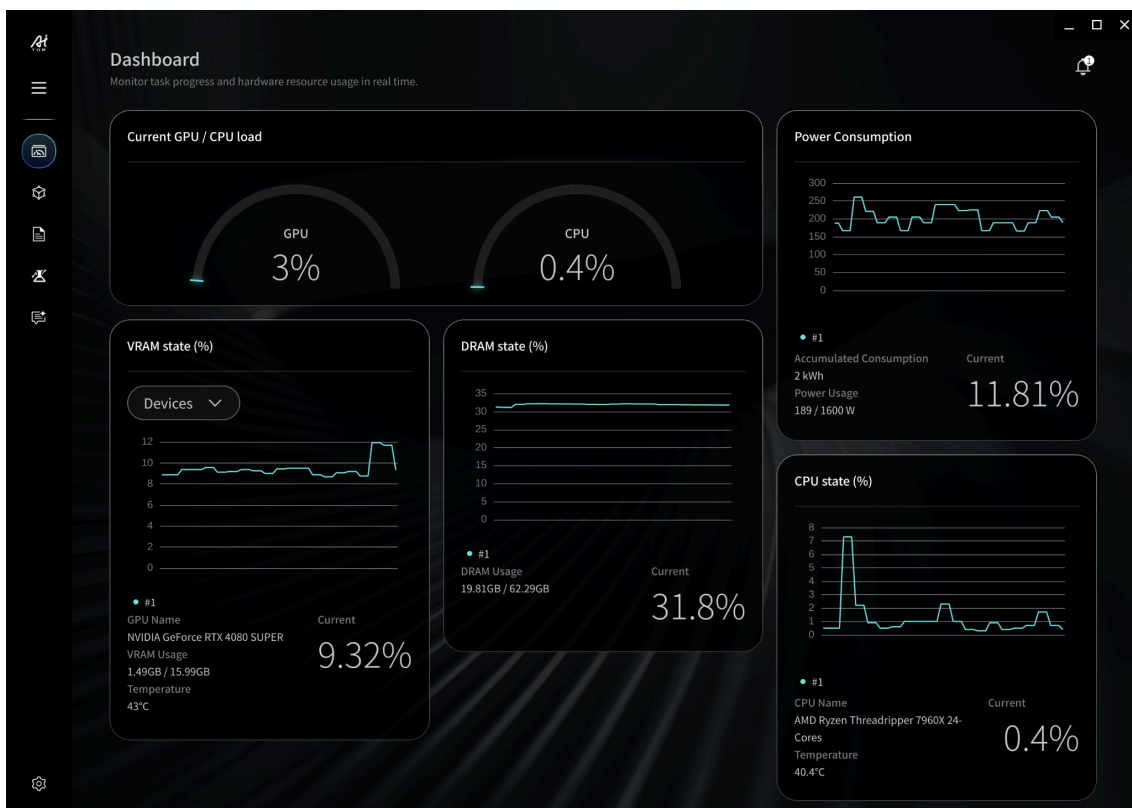 Ai
TOP
Dashboard
Monitor task progress and hardware resource usage in real time.
1
Current GPU / CPU load
GPU
3%
CPU
0.4%
Power Consumption
300
250
200
150
100
50
0
#1
Accumulated Consumption
2 kWh
Power Usage
189 / 1600 W
Current
11.81%
VRAM state (%)
Devices
12
10
8
6
4
2
0
#1
GPU Name
NVIDIA GeForce RTX 4080 SUPER
VRAM Usage
1.49GB / 15.99GB
Temperature
43°C
Current
9.32%
DRAM state (%)
35
30
25
20
15
10
5
0
#1
DRAM Usage
19.81GB / 62.29GB
Current
31.8%
CPU state (%)
8
7
6
5
4
3
2
1
0
#1
CPU Name
AMD Ryzen Threadripper 7960X 24-
Cores
Temperature
40.4°C
Current
0.4%